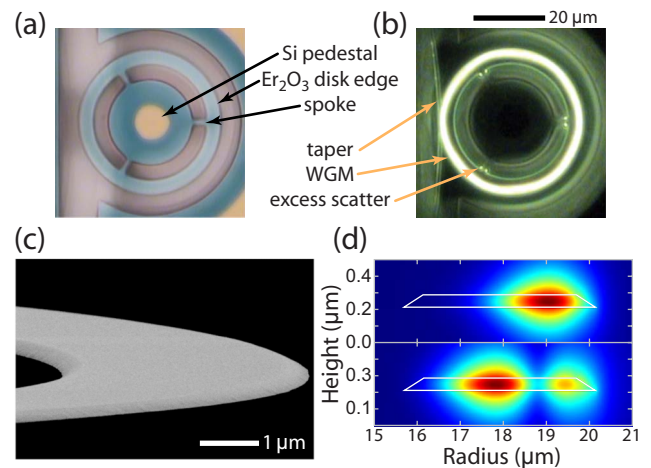 (a)
(b)
20 µm
Si pedestal
Er₂O₃ disk edge
spoke
taper
WGM
excess scatter
(c)
1 µm
(d)
Height (µm)
0.4
0.2
0.0
0.3
0.1
15 16 17 18 19 20 21
Radius (µm)